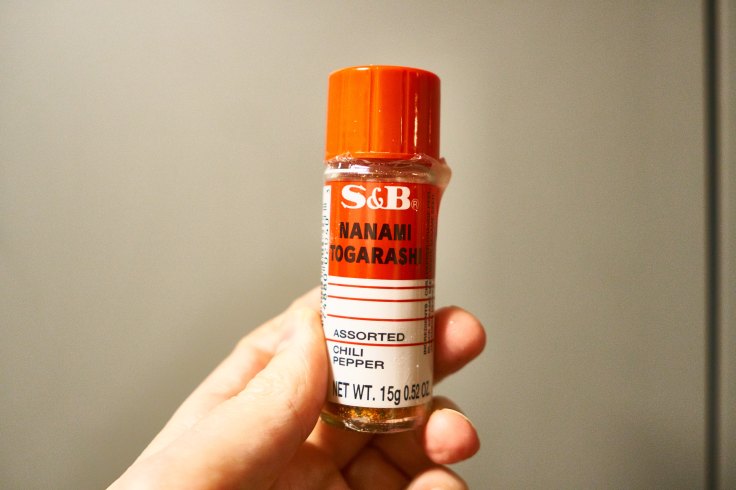 S&B®
NANAMI
TOGARASHI
ASSORTED
CHILI
PEPPER
NET WT. 15g 0.52 OZ.